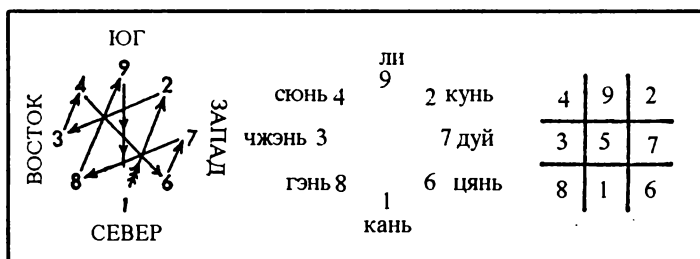 ЮГ
9
4 2
ВОСТОК
3 7
ЗАПАД
8 6
1
СЕВЕР
ли
9
сюнь 4 2 кунь
чжэнь 3 7 дуй
гэнь 8 6 цянь
1
кань
4 9 2
3 5 7
8 1 6